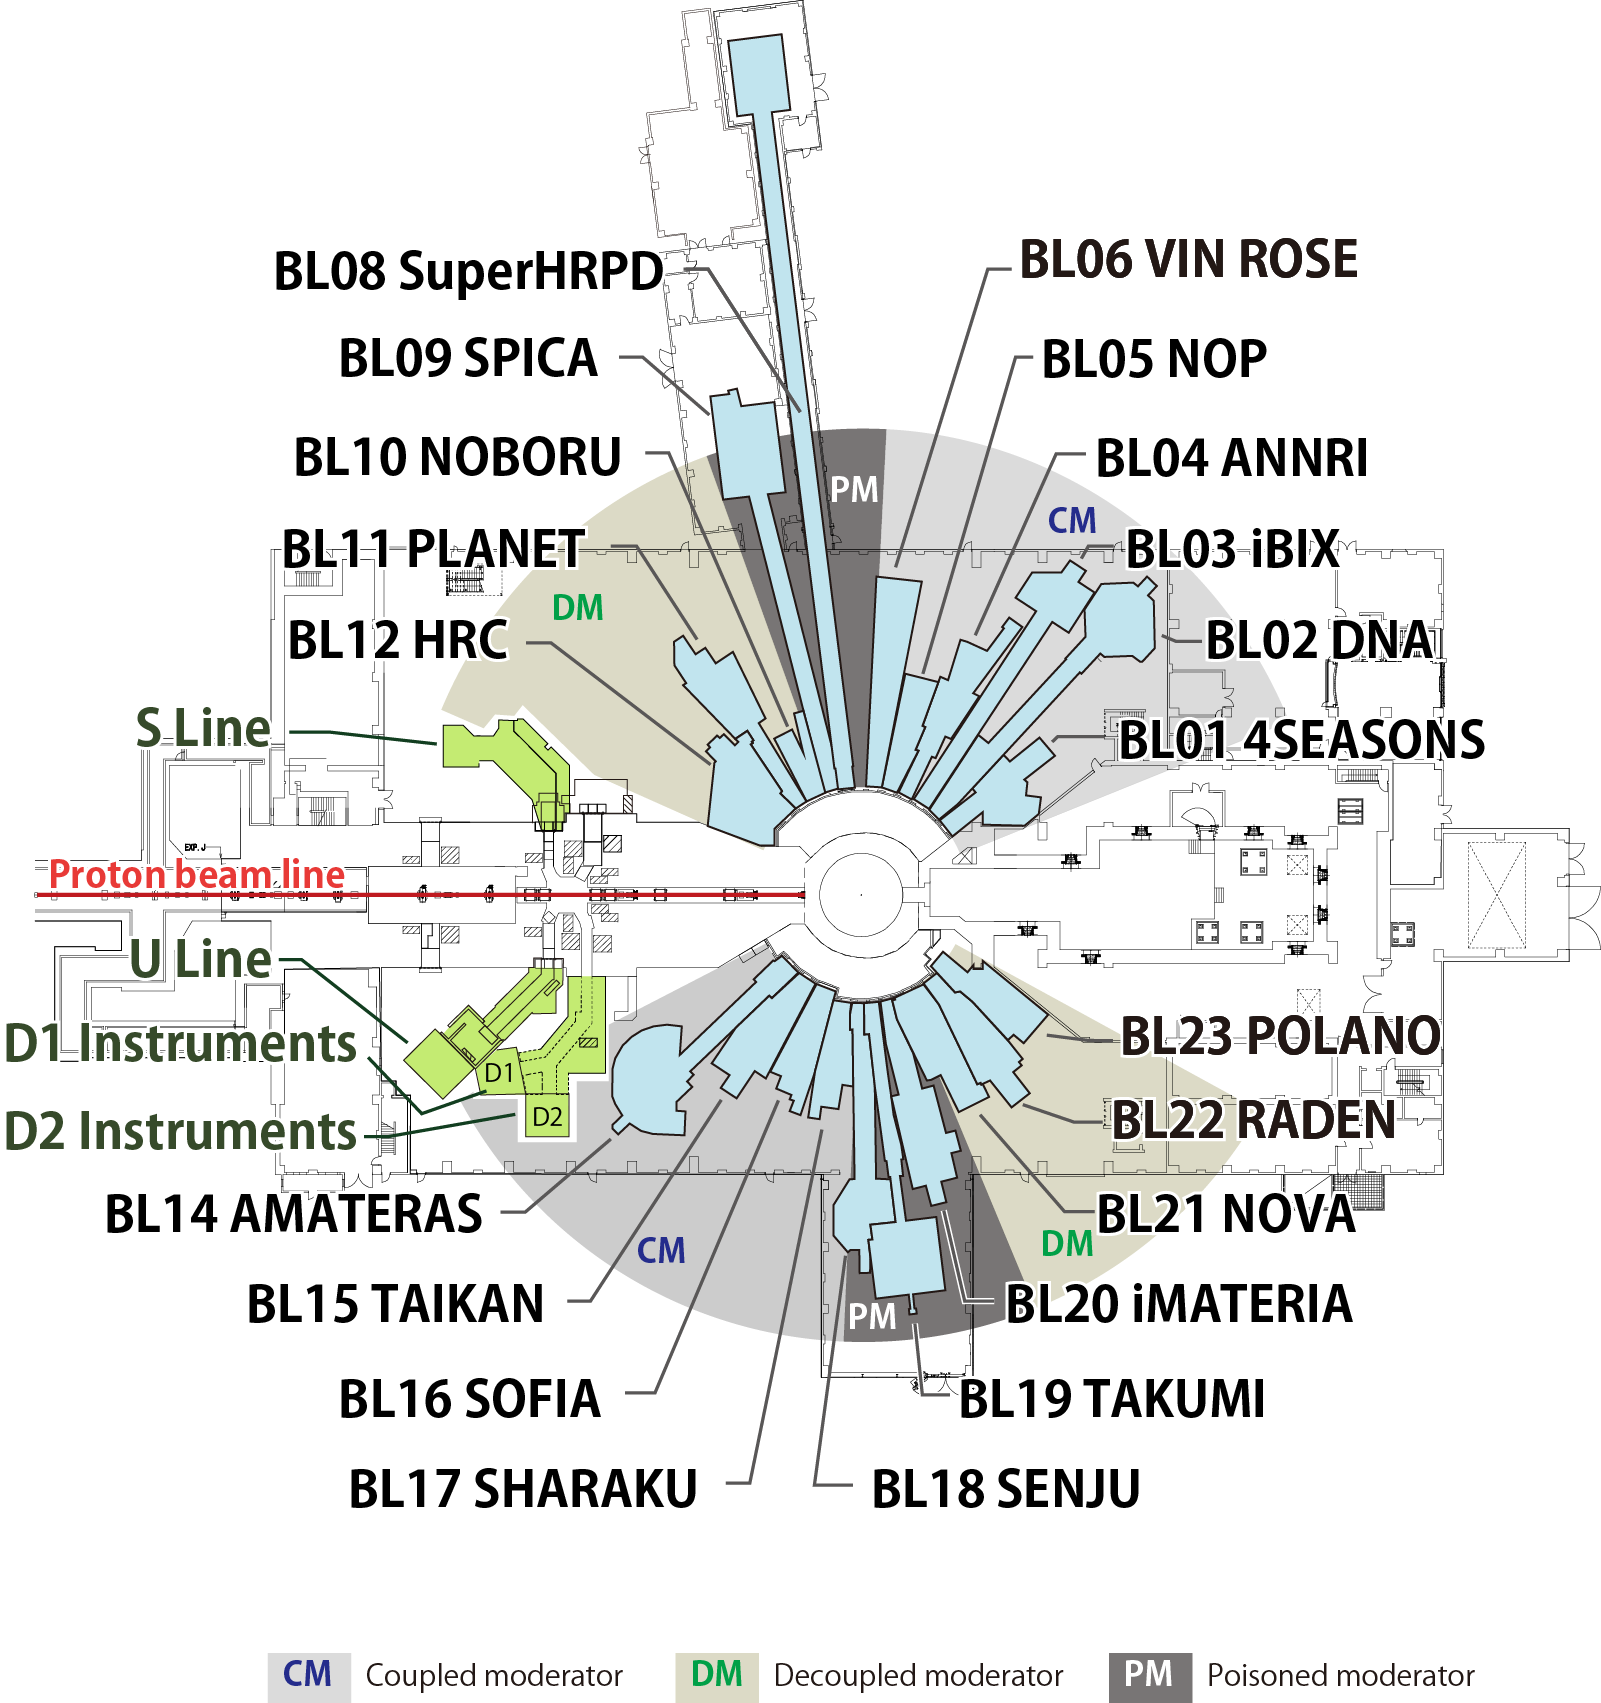 BL08 SuperHRPD
BL06 VIN ROSE
BL09 SPICA
BL05 NOP
BL10 NOBORU
BL04 ANNRI
PM
CM
BL11 PLANET
BL03 iBIX
DM
BL12 HRC
BL02 DNA
S Line
BL01 4SEASONS
EXP. J
Proton beam line
U Line
D1 Instruments
D1
BL23 POLANO
D2 Instruments
D2
BL22 RADEN
BL14 AMATERAS
BL21 NOVA
CM
DM
BL15 TAIKAN
PM
BL20 iMATERIA
BL16 SOFIA
BL19 TAKUMI
BL17 SHARAKU
BL18 SENJU
CM Coupled moderator
DM Decoupled moderator
PM Poisoned moderator